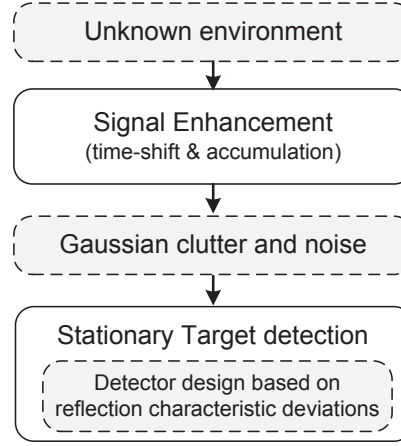 Unknown environment
Signal Enhancement
(time-shift & accumulation)
Gaussian clutter and noise
Stationary Target detection
Detector design based on
reflection characteristic deviations